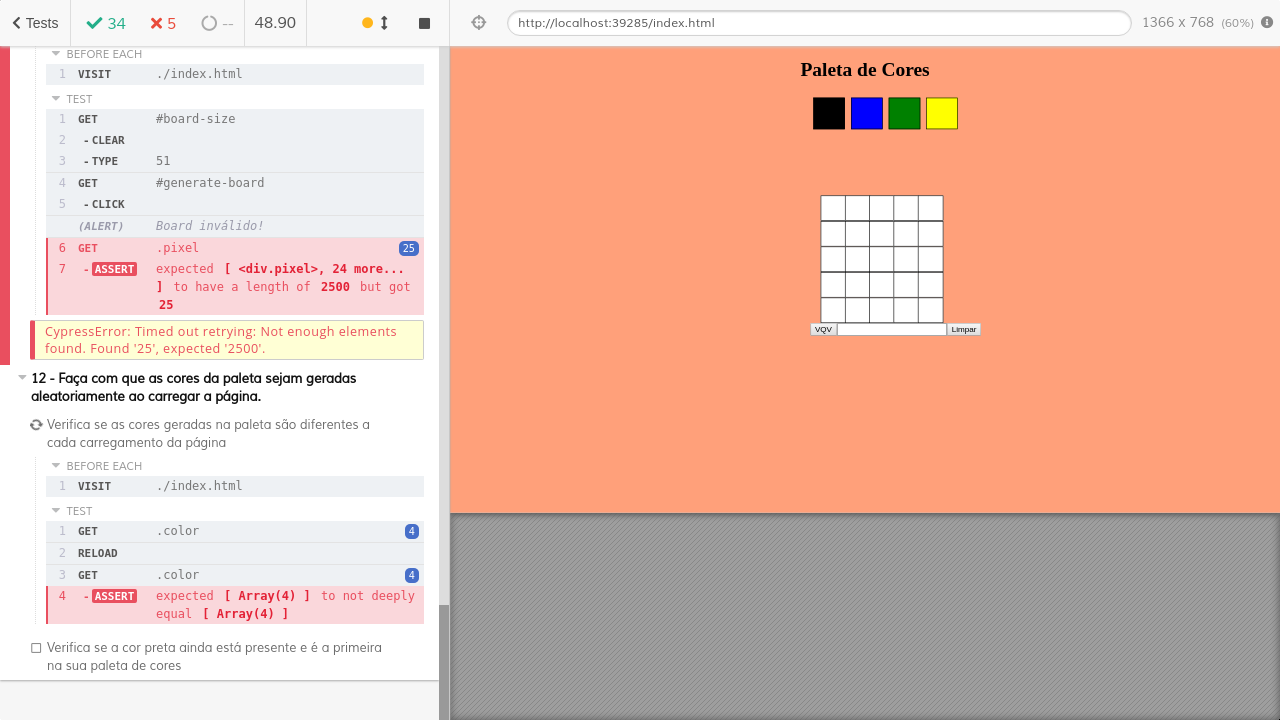 Tests
34
5
--
48.90
http://localhost:39285/index.html
1366 x 768 (60%)
BEFORE EACH
1 VISIT ./index.html
TEST
1 GET #board-size
2 - CLEAR
3 - TYPE 51
4 GET #generate-board
5 - CLICK
(ALERT) Board inválido!
6 GET .pixel 25
7 - ASSERT expected [ <div.pixel>, 24 more...
] to have a length of 2500 but got
25
CypressError: Timed out retrying: Not enough elements
found. Found '25', expected '2500'.
12 - Faça com que as cores da paleta sejam geradas
aleatoriamente ao carregar a página.
Verifica se as cores geradas na paleta são diferentes a
cada carregamento da página
BEFORE EACH
1 VISIT ./index.html
TEST
1 GET .color 4
2 RELOAD
3 GET .color 4
4 - ASSERT expected [ Array(4) ] to not deeply
equal [ Array(4) ]
Verifica se a cor preta ainda está presente e é a primeira
na sua paleta de cores
Paleta de Cores
VQV
Limpar